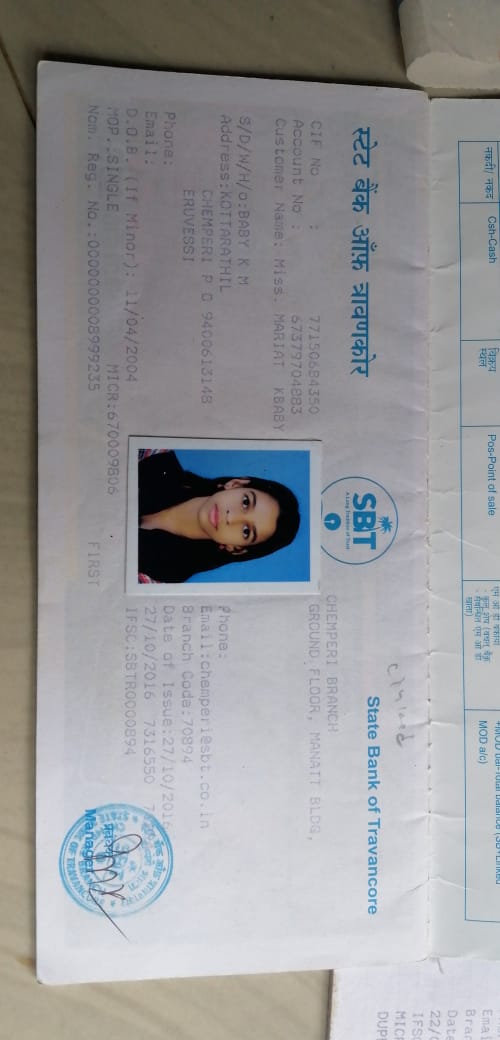 स्टेट बैंक ऑफ़ त्रावणकोर
SBT
A Long Tradition of Trust
State Bank of Travancore
CHEMPERI BRANCH
GROUND FLOOR, MANATT BLDG,
CIF No : 77150684350
Account No : 67379704883
Customer Name: Miss. MARIAT KBABY
S/D/W/H/o:BABY K M
Address:KOTTARATHIL
CHEMPERI P O 9400613148
ERUVESSI
Phone:
Email:
D.O.B. (If Minor): 11/04/2004
MOP.:SINGLE MICR:670009806
Nom. Reg. No.:0000000008999235 FIRST
Phone:
Email:chemperi@sbt.co.in
Branch Code:70894
Date of Issue:27/10/2016
27/10/2016 7316550 7
IFSC:SBTR0000894
Manager
नकदी/ नकद
Csh-Cash
विक्रय
स्थल
Pos-Point of sale
MOD a/c)